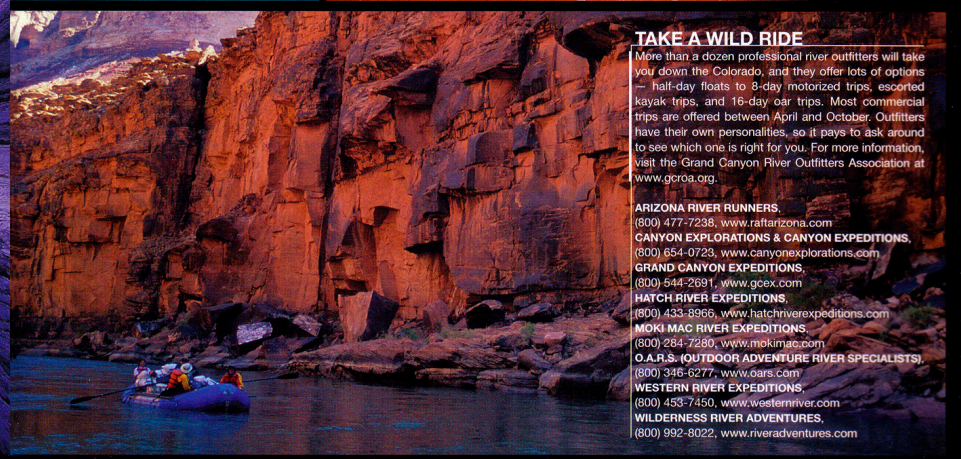 TAKE A WILD RIDE
More than a dozen professional river outfitters will take
you down the Colorado, and they offer lots of options
— half-day floats to 8-day motorized trips, escorted
kayak trips, and 16-day oar trips. Most commercial
trips are offered between April and October. Outfitters
have their own personalities, so it pays to ask around
to see which one is right for you. For more information,
visit the Grand Canyon River Outfitters Association at
www.gcroa.org.
ARIZONA RIVER RUNNERS,
(800) 477-7238, www.raftarizona.com
CANYON EXPLORATIONS & CANYON EXPEDITIONS,
(800) 654-0723, www.canyonexplorations.com
GRAND CANYON EXPEDITIONS,
(800) 544-2691, www.gcex.com
HATCH RIVER EXPEDITIONS,
(800) 433-8966, www.hatchriverexpeditions.com
MOKI MAC RIVER EXPEDITIONS,
(800) 284-7280, www.mokimac.com
O.A.R.S. (OUTDOOR ADVENTURE RIVER SPECIALISTS),
(800) 346-6277, www.oars.com
WESTERN RIVER EXPEDITIONS,
(800) 453-7450, www.westernriver.com
WILDERNESS RIVER ADVENTURES,
(800) 992-8022, www.riveradventures.com